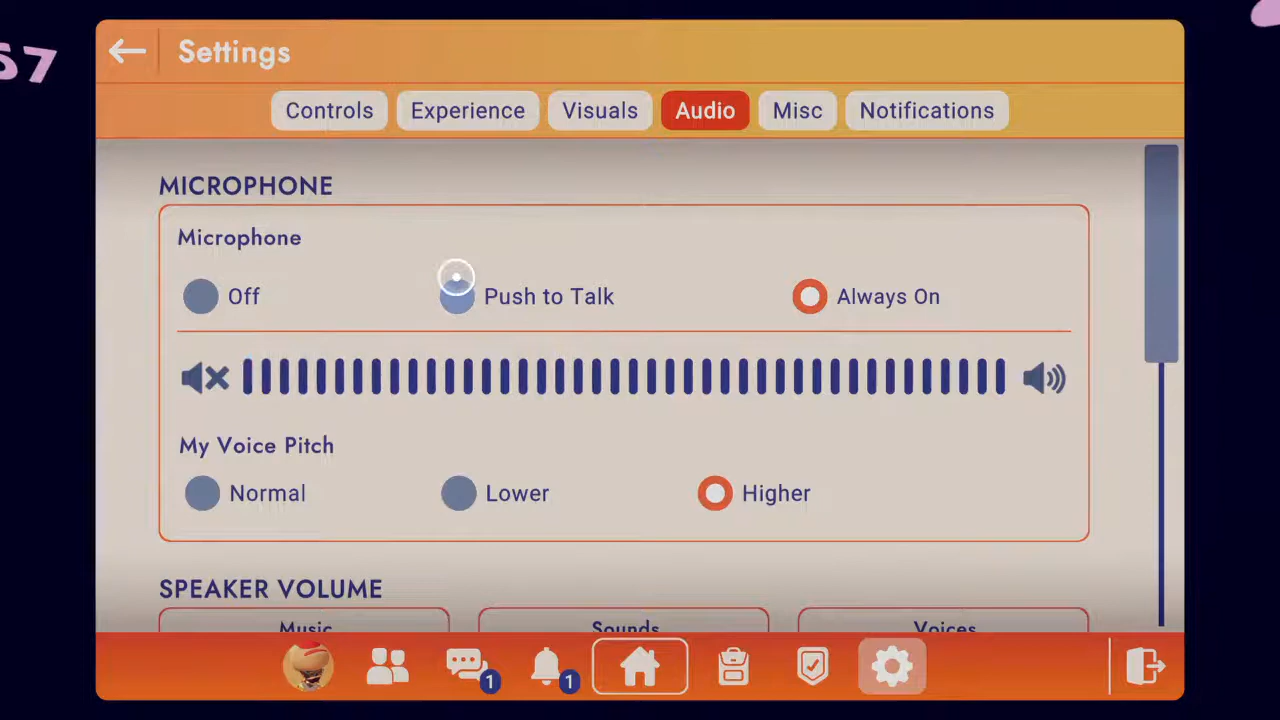 57
Settings
Controls Experience Visuals Audio Misc Notifications
MICROPHONE
Microphone
Off Push to Talk Always On
My Voice Pitch
Normal Lower Higher
SPEAKER VOLUME
Music Sounds Voices
1 1